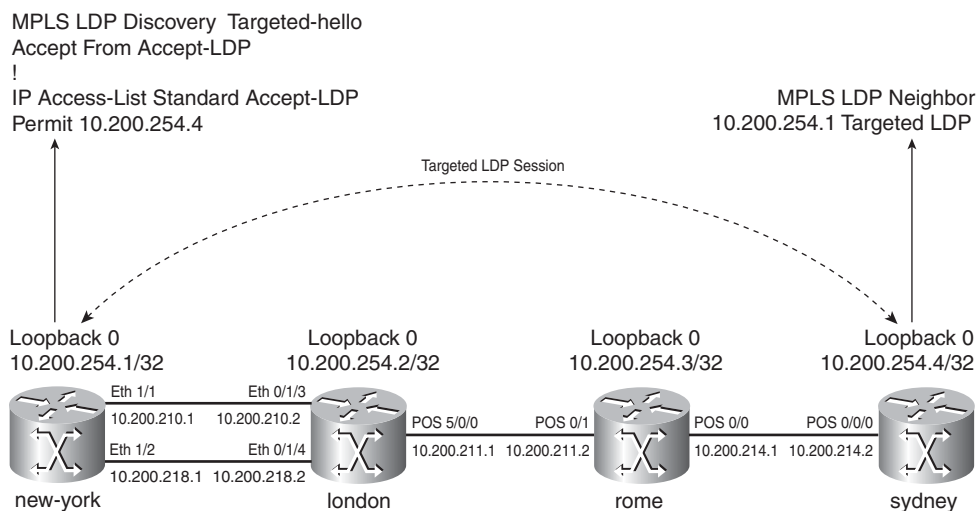 MPLS LDP Discovery  Targeted-hello
Accept From Accept-LDP
!
IP Access-List Standard Accept-LDP
Permit 10.200.254.4
MPLS LDP Neighbor
10.200.254.1 Targeted LDP
Targeted LDP Session
Loopback 0
10.200.254.1/32
Loopback 0
10.200.254.2/32
Loopback 0
10.200.254.3/32
Loopback 0
10.200.254.4/32
Eth 1/1
Eth 0/1/3
10.200.210.1
10.200.210.2
Eth 1/2
Eth 0/1/4
10.200.218.1
10.200.218.2
POS 5/0/0
POS 0/1
10.200.211.1
10.200.211.2
POS 0/0
POS 0/0/0
10.200.214.1
10.200.214.2
new-york
london
rome
sydney